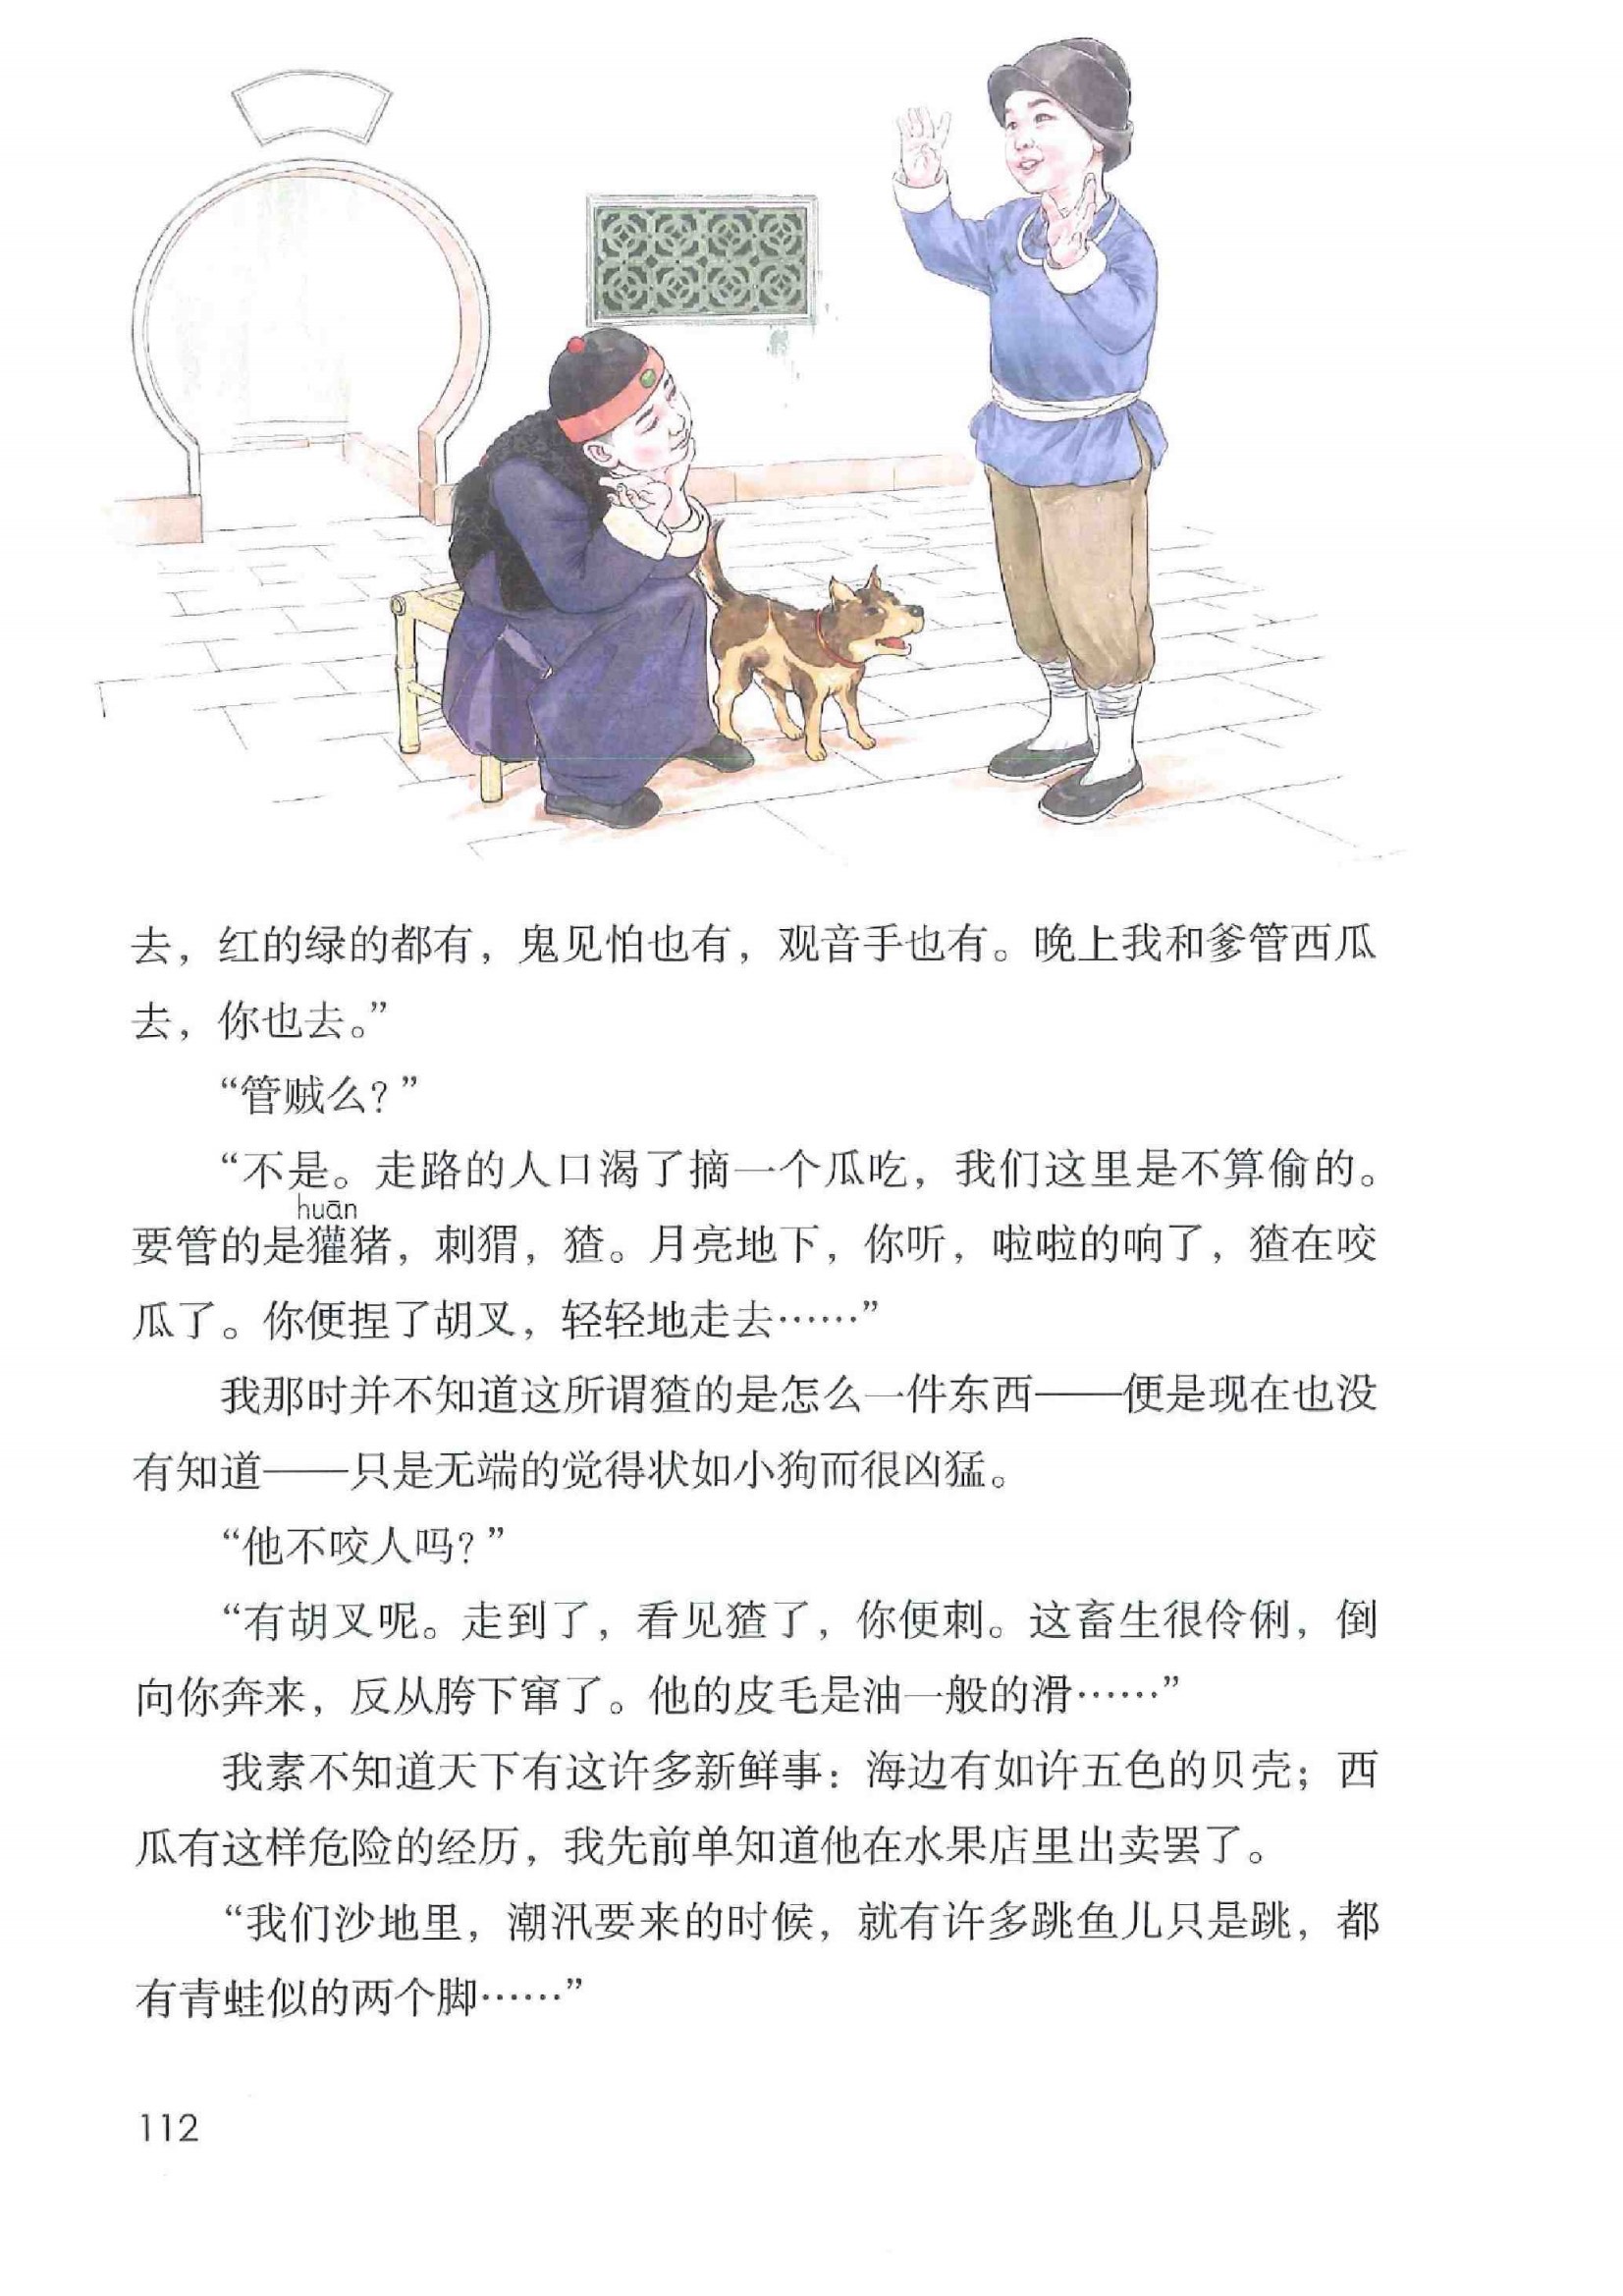 去，红的绿的都有，鬼见怕也有，观音手也有。晚上我和爹管西瓜
去，你也去。”
“管贼么？”
“不是。走路的人口渴了摘一个瓜吃，我们这里是不算偷的。
huān
要管的是獾猪，刺猬，猹。月亮地下，你听，啦啦的响了，猹在咬
瓜了。你便捏了胡叉，轻轻地走去……”
我那时并不知道这所谓猹的是怎么一件东西——便是现在也没
有知道——只是无端的觉得状如小狗而很凶猛。
“他不咬人吗？”
“有胡叉呢。走到了，看见猹了，你便刺。这畜生很伶俐，倒
向你奔来，反从胯下窜了。他的皮毛是油一般的滑……”
我素不知道天下有这许多新鲜事：海边有如许五色的贝壳；西
瓜有这样危险的经历，我先前单知道他在水果店里出卖罢了。
“我们沙地里，潮汛要来的时候，就有许多跳鱼儿只是跳，都
有青蛙似的两个脚……”
112